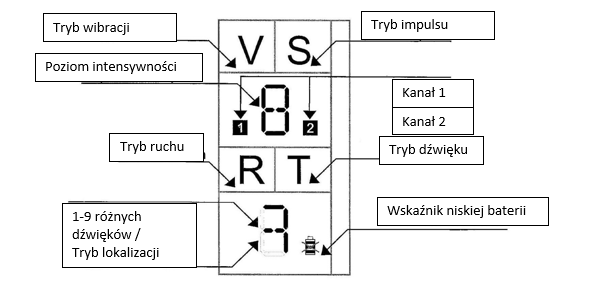 Tryb wibracji
V S
Tryb impulsu
Poziom intensywności
8
Kanał 1
1 2
Kanał 2
Tryb ruchu
R T
Tryb dźwięku
1-9 różnych
dźwięków /
Tryb lokalizacji
3
Wskaźnik niskiej baterii